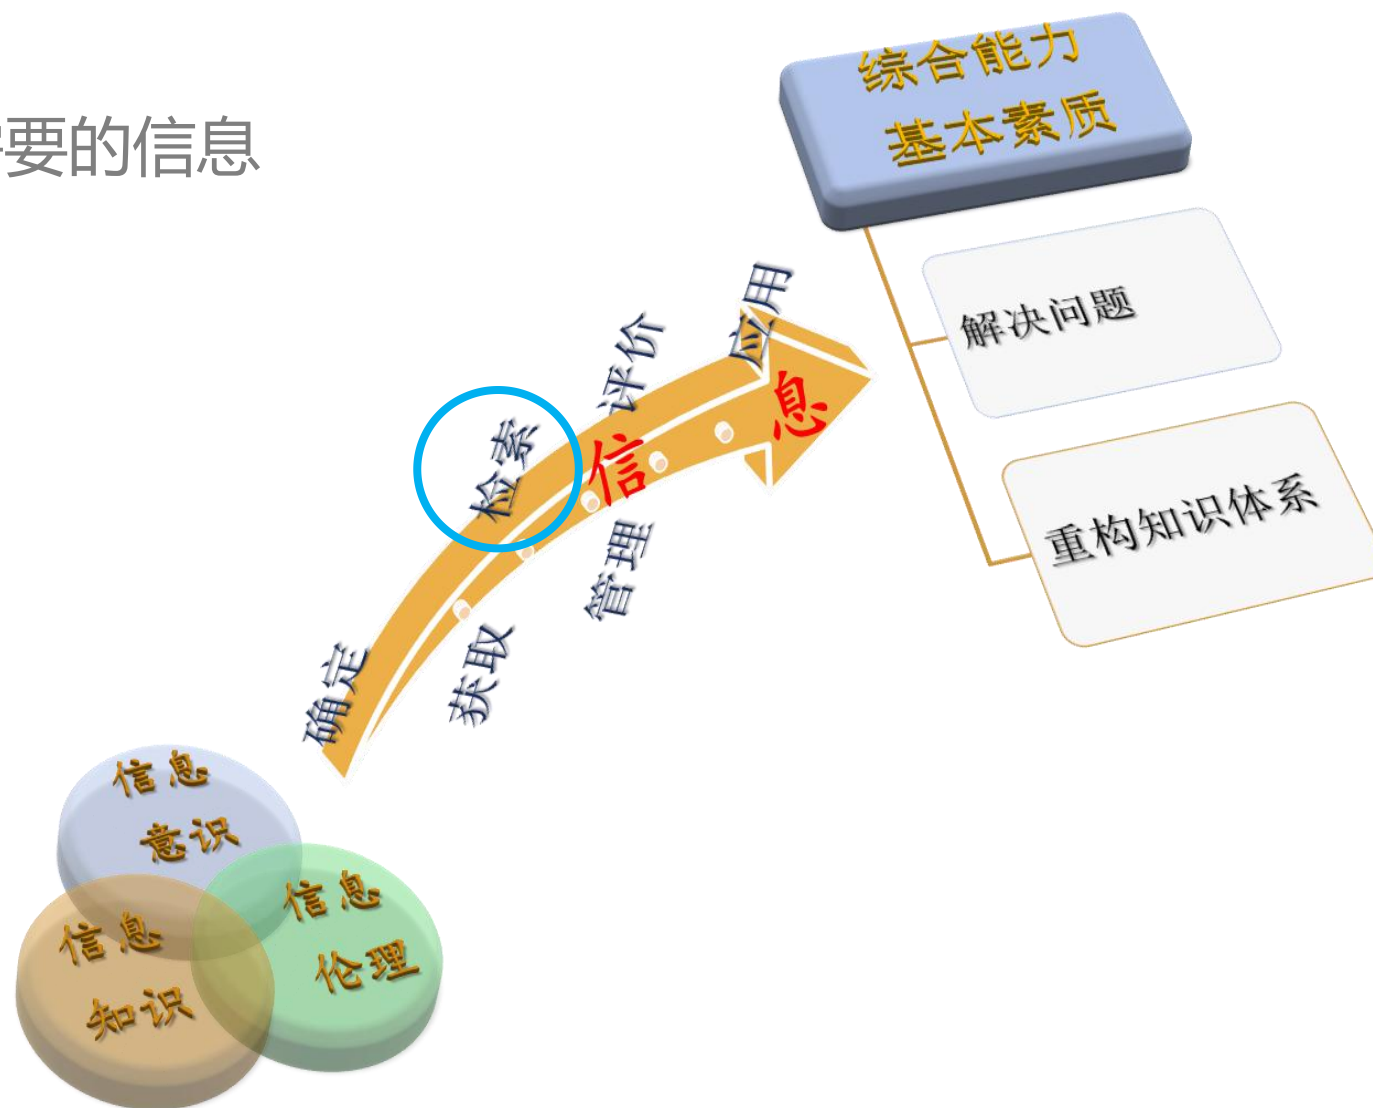 要的信息
综合能力
基本素质
解决问题
重构知识体系
应用
评价
检索
信息
管理
获取
确定
信息
意识
信息
伦理
信息
知识